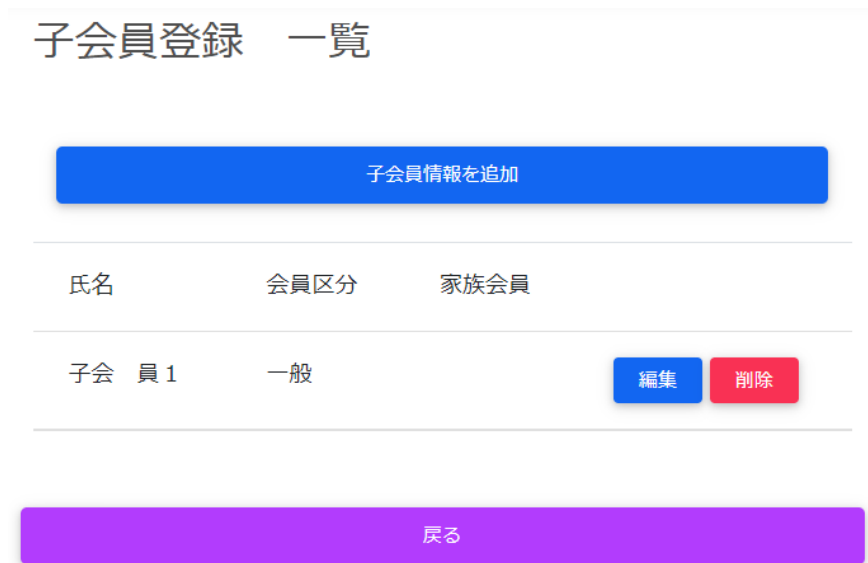 子会員登録　一覧
子会員情報を追加
氏名 会員区分 家族会員
子会　員1 一般 編集 削除
戻る